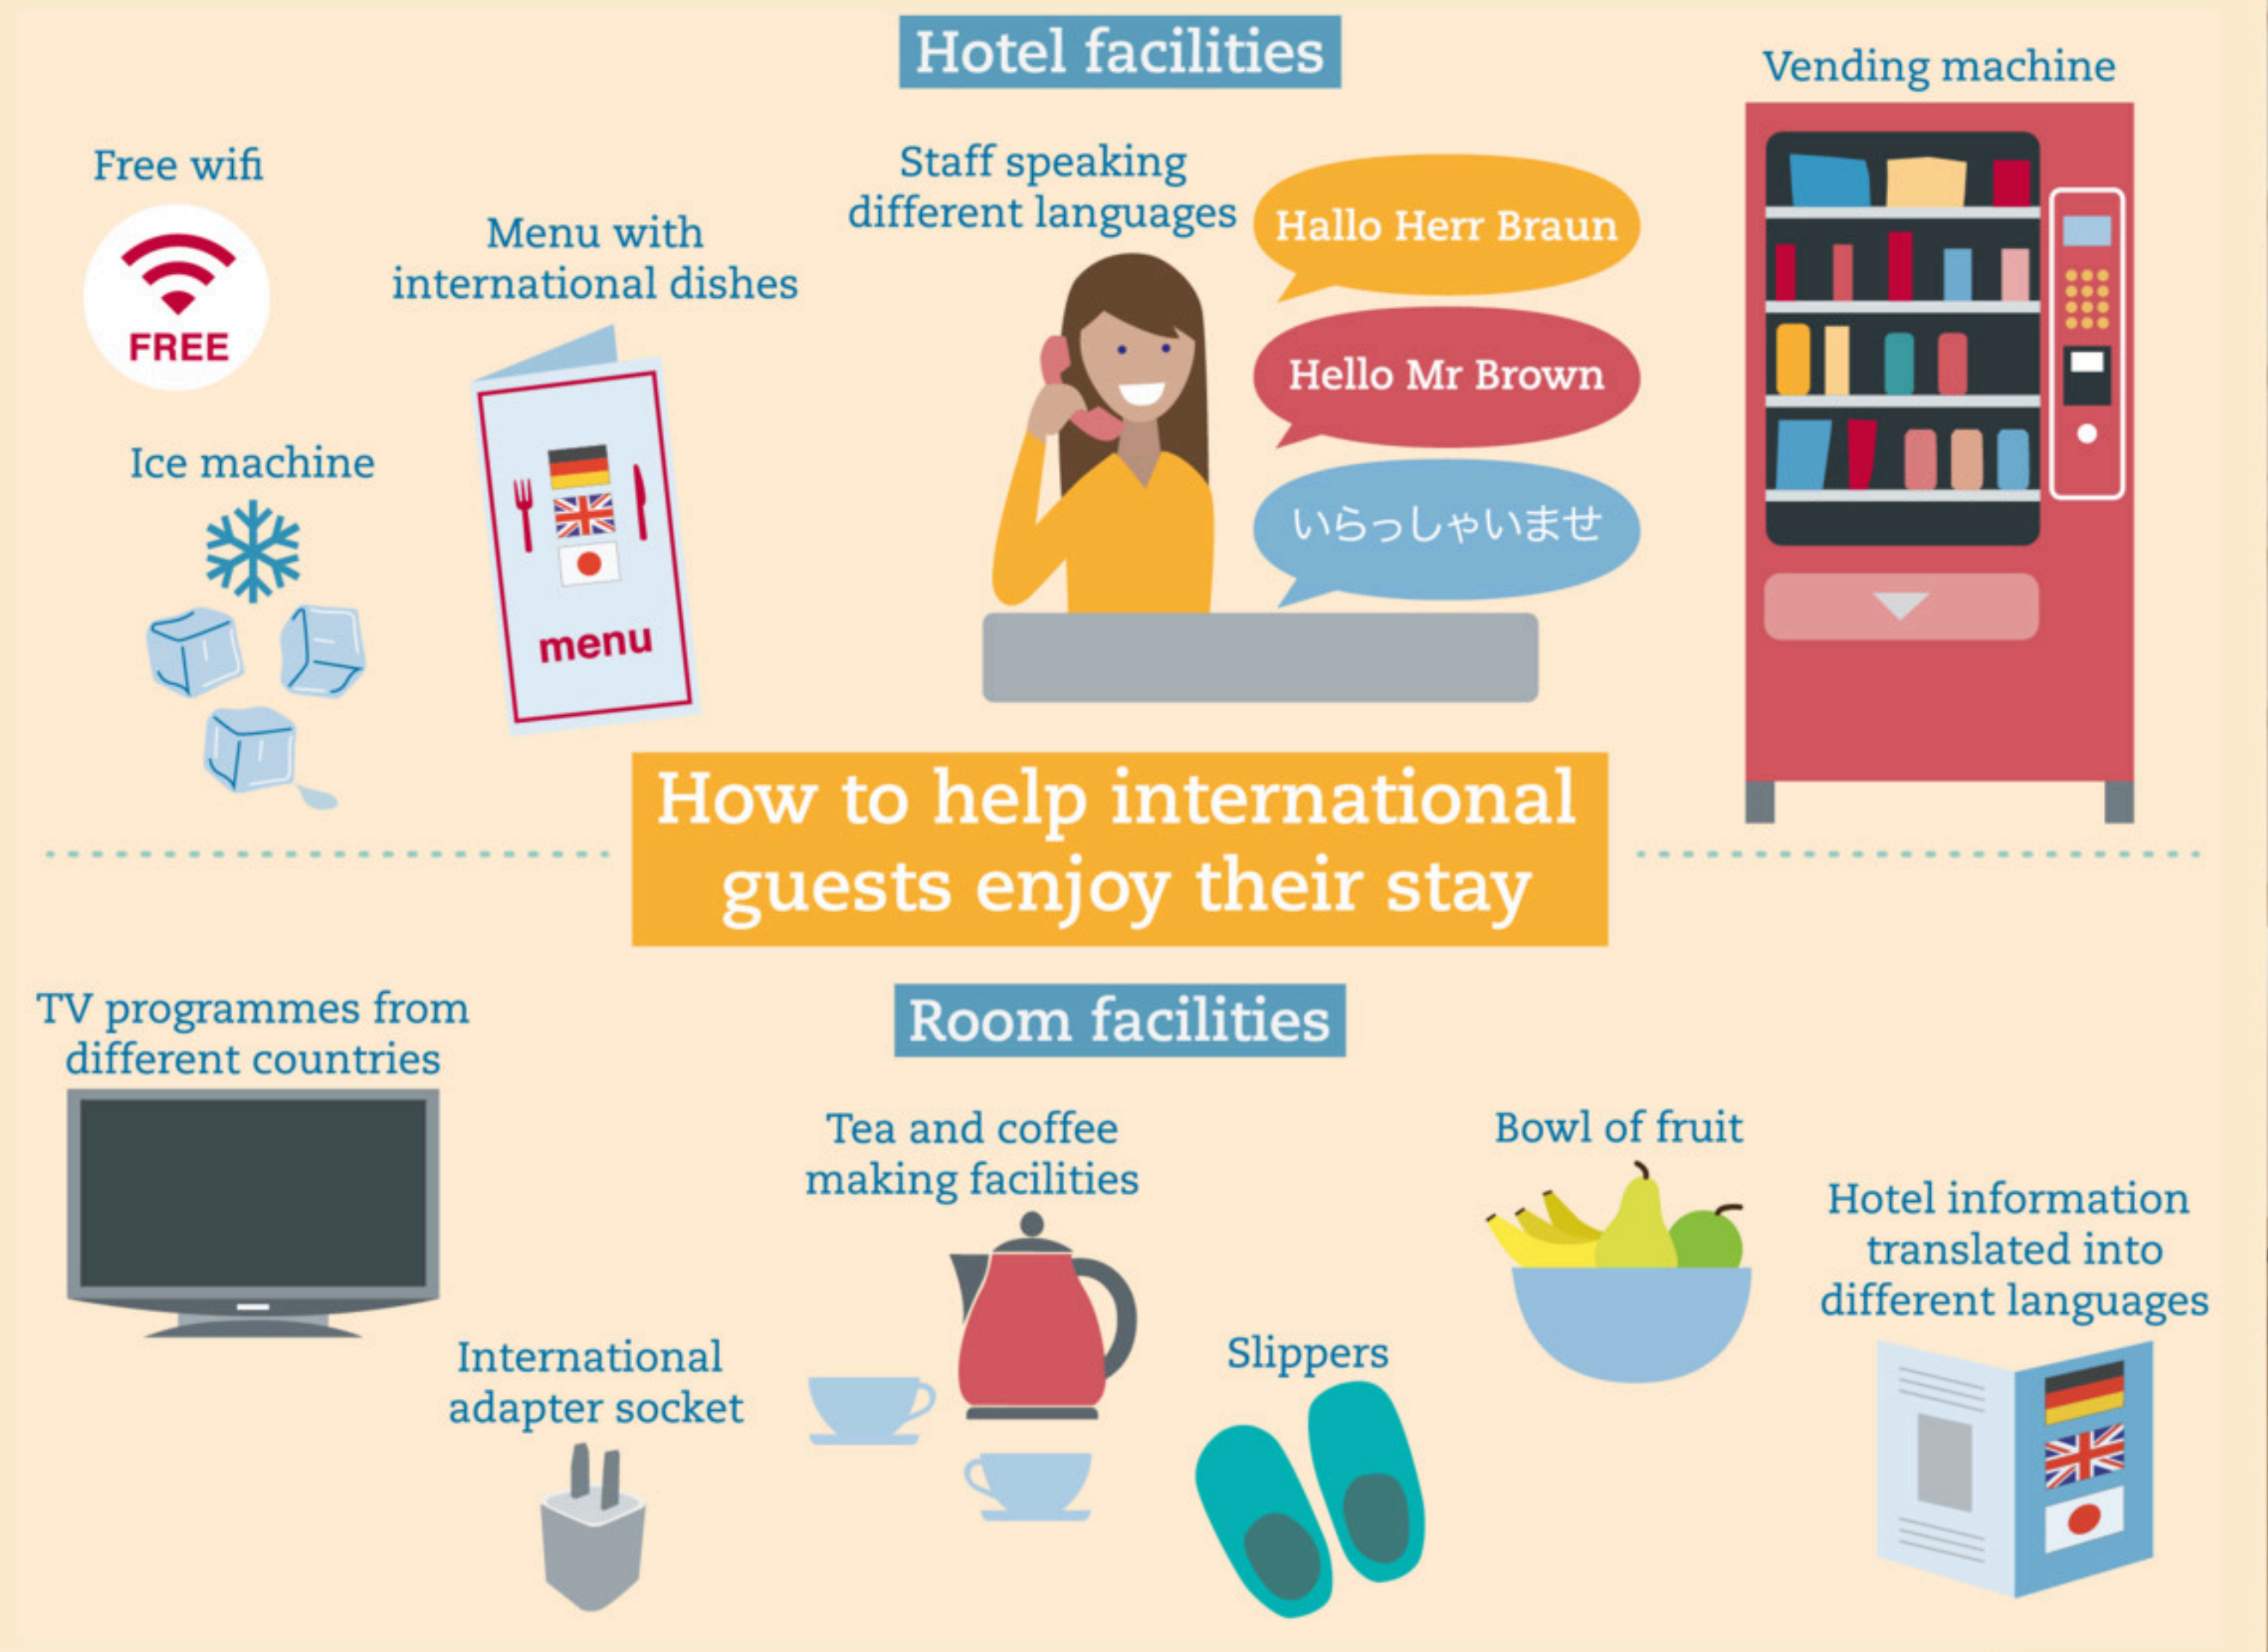 Hotel facilities
Free wifi
FREE
Ice machine
Menu with
international dishes
menu
Staff speaking
different languages
Hallo Herr Braun
Hello Mr Brown
いらっしゃいませ
Vending machine
How to help international
guests enjoy their stay
Room facilities
TV programmes from
different countries
International
adapter socket
Tea and coffee
making facilities
Slippers
Bowl of fruit
Hotel information
translated into
different languages